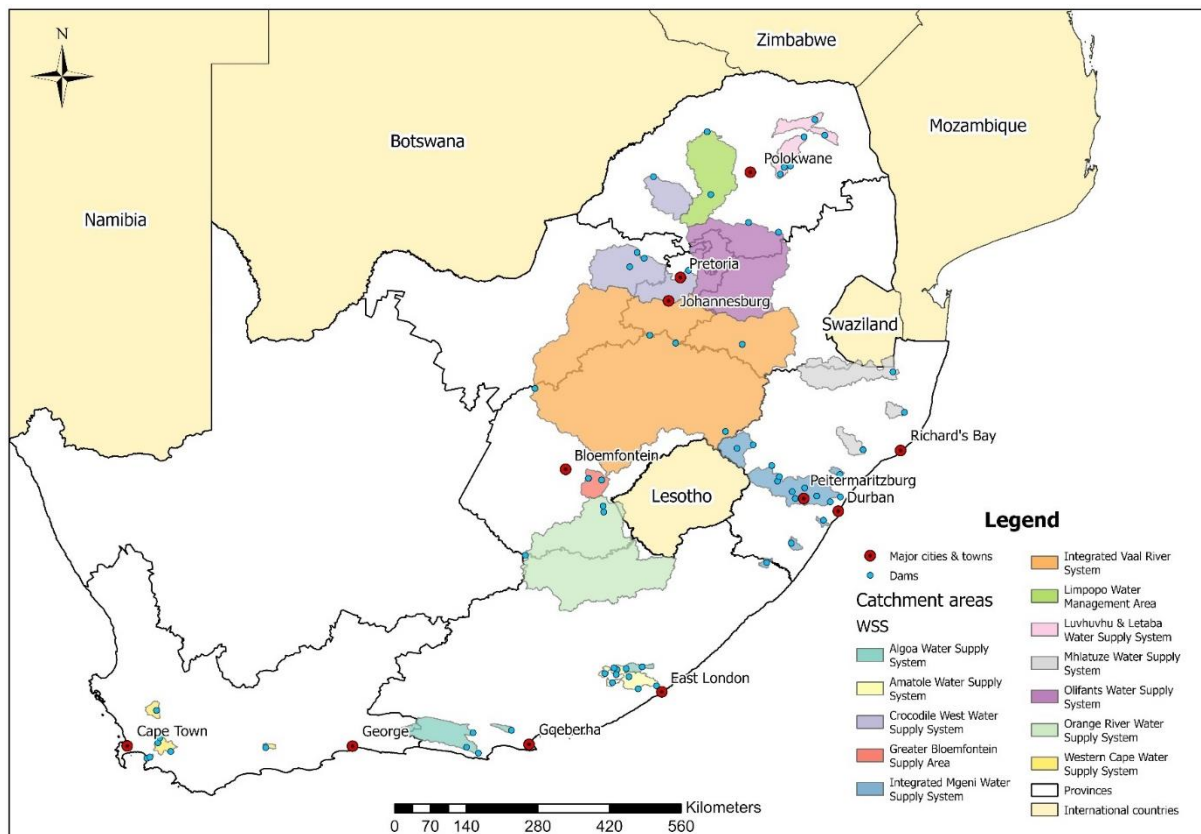 N
Zimbabwe
Mozambique
Botswana
Namibia
Polokwane
Pretoria
Johannesburg
Swaziland
Richard's Bay
Bloemfontein
Lesotho
Peitermaritzburg
Durban
East London
Gqeberha
George
Cape Town
Legend
Major cities & towns
Dams
Catchment areas
WSS
Algoa Water Supply
System
Amatole Water Supply
System
Crocodile West Water
Supply System
Greater Bloemfontein
Supply Area
Integrated Mgeni Water
Supply System
Integrated Vaal River
System
Limpopo Water
Management Area
Luvhuvhu & Letaba
Water Supply System
Mhlatuze Water Supply
System
Olifants Water Supply
System
Orange River Water
Supply System
Western Cape Water
Supply System
Provinces
International countries
Kilometers
0 70 140 280 420 560